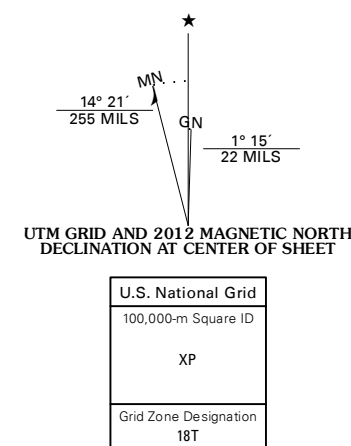 ★
MN
14° 21´
255 MILS
GN
1° 15´
22 MILS
UTM GRID AND 2012 MAGNETIC NORTH
DECLINATION AT CENTER OF SHEET
U.S. National Grid
100,000-m Square ID
XP
Grid Zone Designation
18T